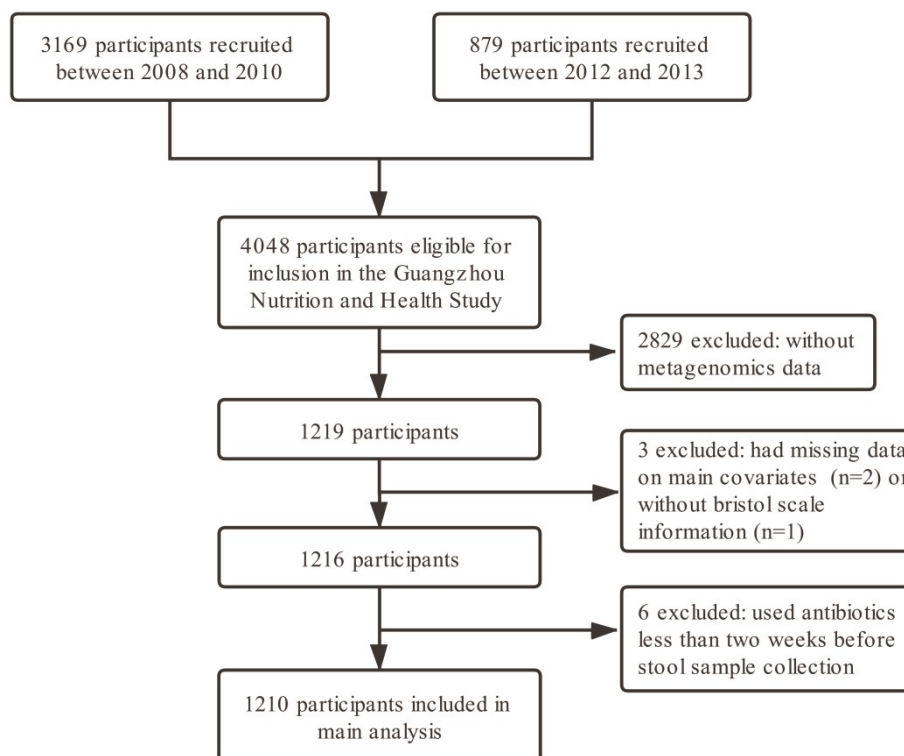 3169 participants recruited
between 2008 and 2010
879 participants recruited
between 2012 and 2013
4048 participants eligible for
inclusion in the Guangzhou
Nutrition and Health Study
2829 excluded: without
metagenomics data
1219 participants
3 excluded: had missing data
on main covariates (n=2) or
without bristol scale
information (n=1)
1216 participants
6 excluded: used antibiotics
less than two weeks before
stool sample collection
1210 participants included in
main analysis